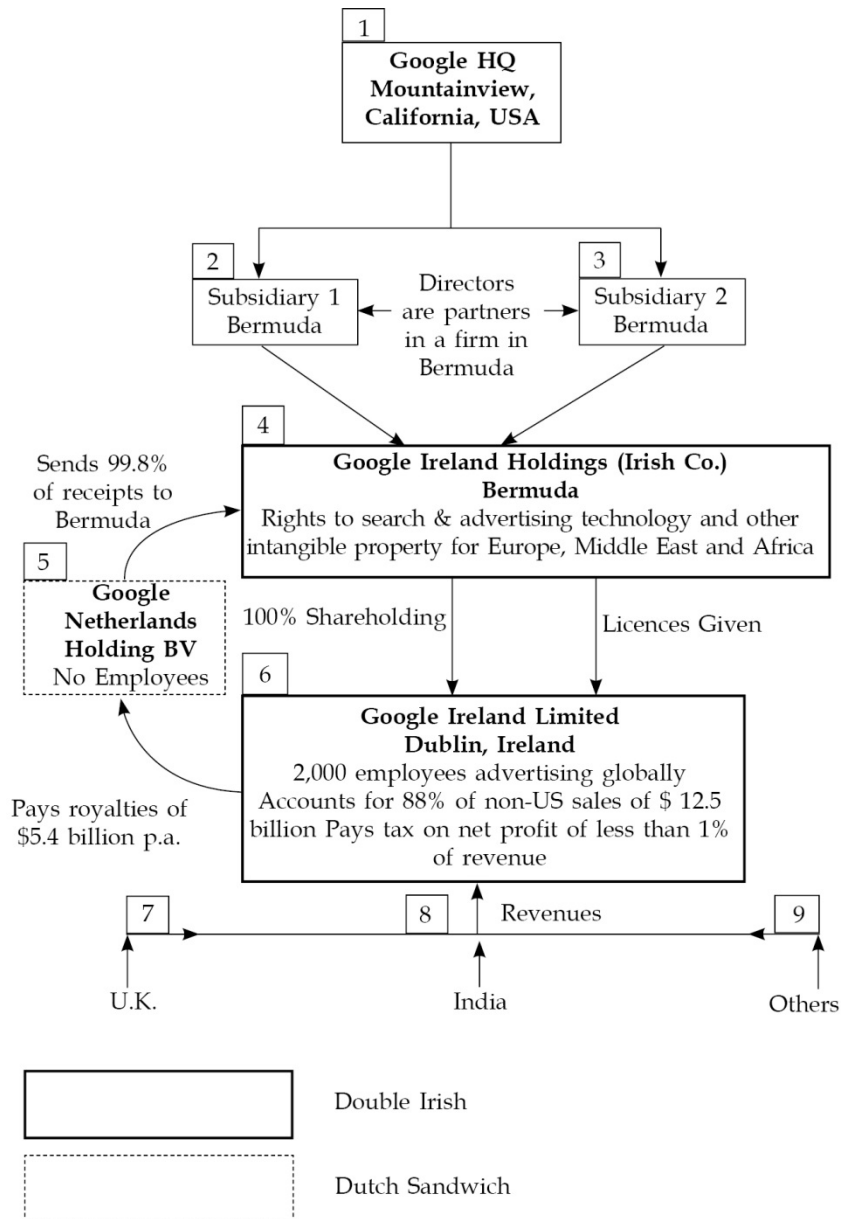 1
Google HQ
Mountainview,
California, USA
2
Subsidiary 1
Bermuda
Directors
are partners
in a firm in
Bermuda
3
Subsidiary 2
Bermuda
4
Google Ireland Holdings (Irish Co.)
Bermuda
Rights to search & advertising technology and other
intangible property for Europe, Middle East and Africa
Sends 99.8%
of receipts to
Bermuda
5
Google
Netherlands
Holding BV
No Employees
100% Shareholding
Licences Given
6
Google Ireland Limited
Dublin, Ireland
2,000 employees advertising globally
Accounts for 88% of non-US sales of $ 12.5
billion Pays tax on net profit of less than 1%
of revenue
Pays royalties of
$5.4 billion p.a.
7
8
Revenues
9
U.K.
India
Others
Double Irish
Dutch Sandwich